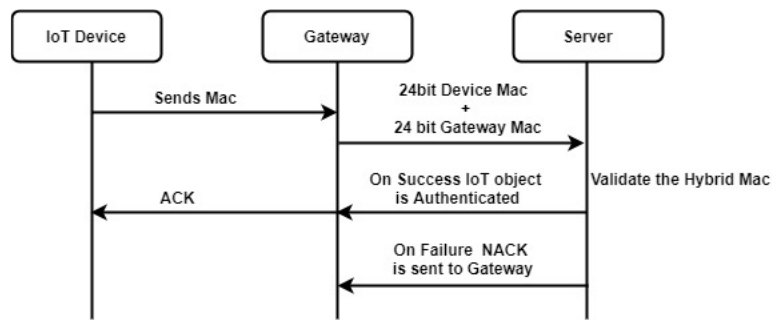 IoT Device
Gateway
Server
Sends Mac
24bit Device Mac
+
24 bit Gateway Mac
Validate the Hybrid Mac
On Success IoT object
is Authenticated
ACK
On Failure NACK
is sent to Gateway